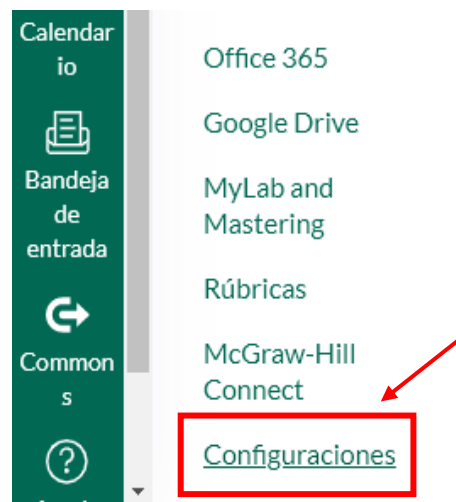 Calendar
io
Bandeja
de
entrada
Common
s
Office 365
Google Drive
MyLab and
Mastering
Rúbricas
McGraw-Hill
Connect
Configuraciones